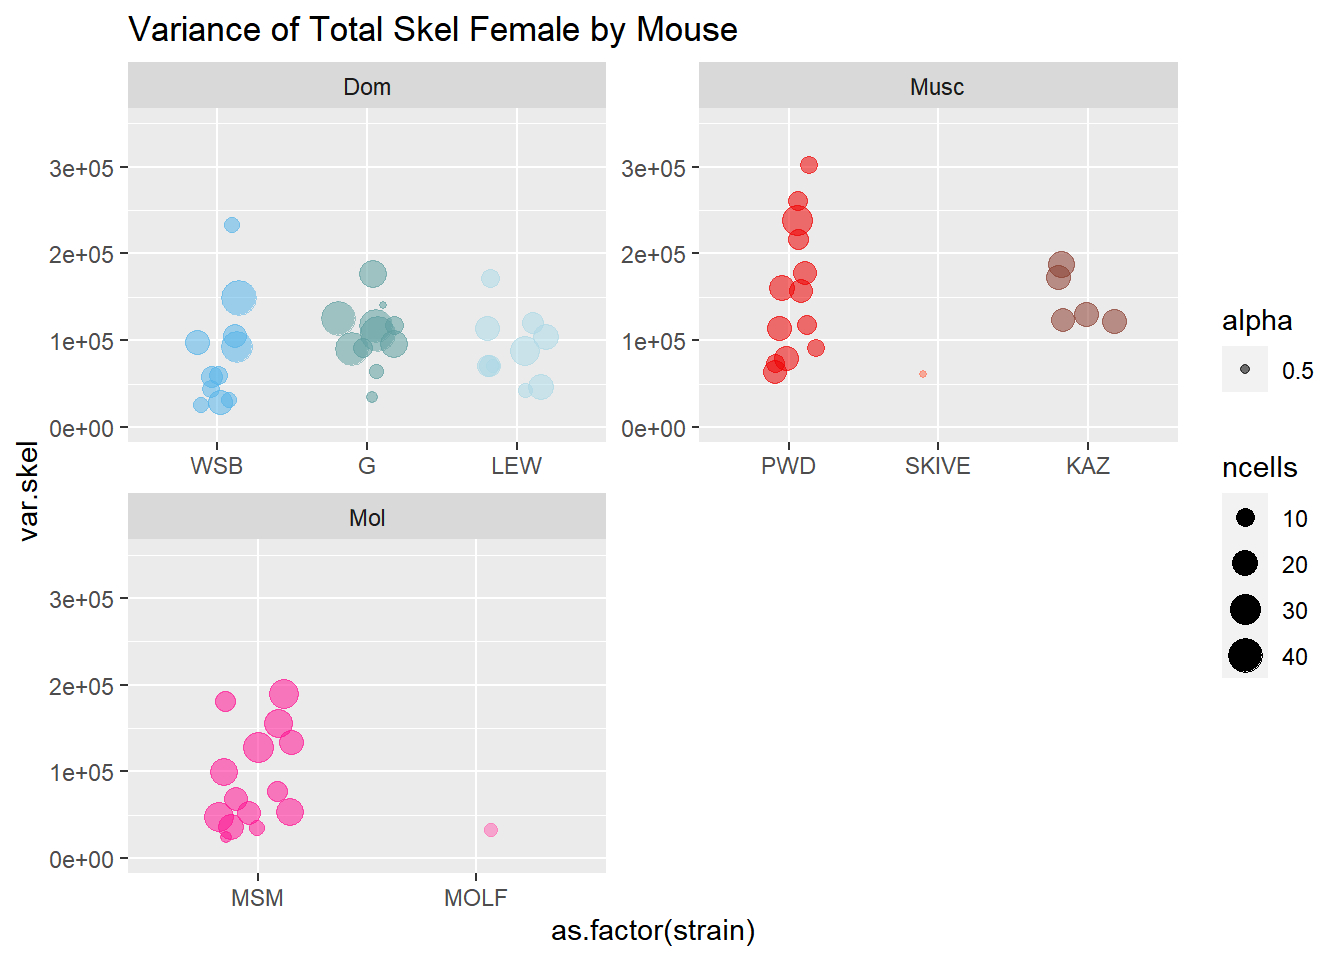 Variance of Total Skel Female by Mouse
Dom
Musc
3e+05
2e+05
1e+05
0e+00
WSB
G
LEW
3e+05
2e+05
1e+05
0e+00
PWD
SKIVE
KAZ
Mol
3e+05
2e+05
1e+05
0e+00
MSM
MOLF
var.skel
as.factor(strain)
alpha
0.5
ncells
10
20
30
40